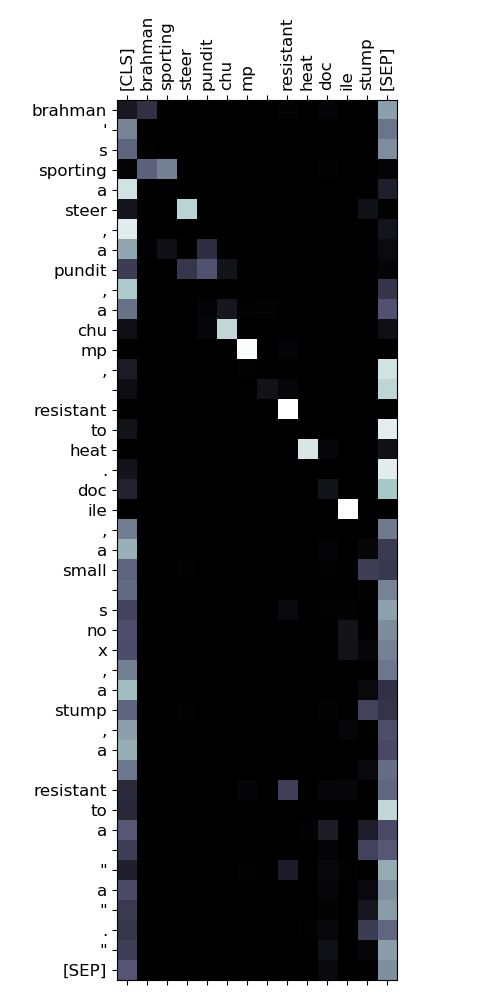 [CLS]
brahman
sporting
steer
pundit
chu
mp
resistant
heat
doc
ile
stump
[SEP]
brahman
'
s
sporting
a
steer
,
a
pundit
,
a
chu
mp
,
resistant
to
heat
.
doc
ile
,
a
small
s
no
x
,
a
stump
,
a
resistant
to
a
"
a
"
.
"
[SEP]